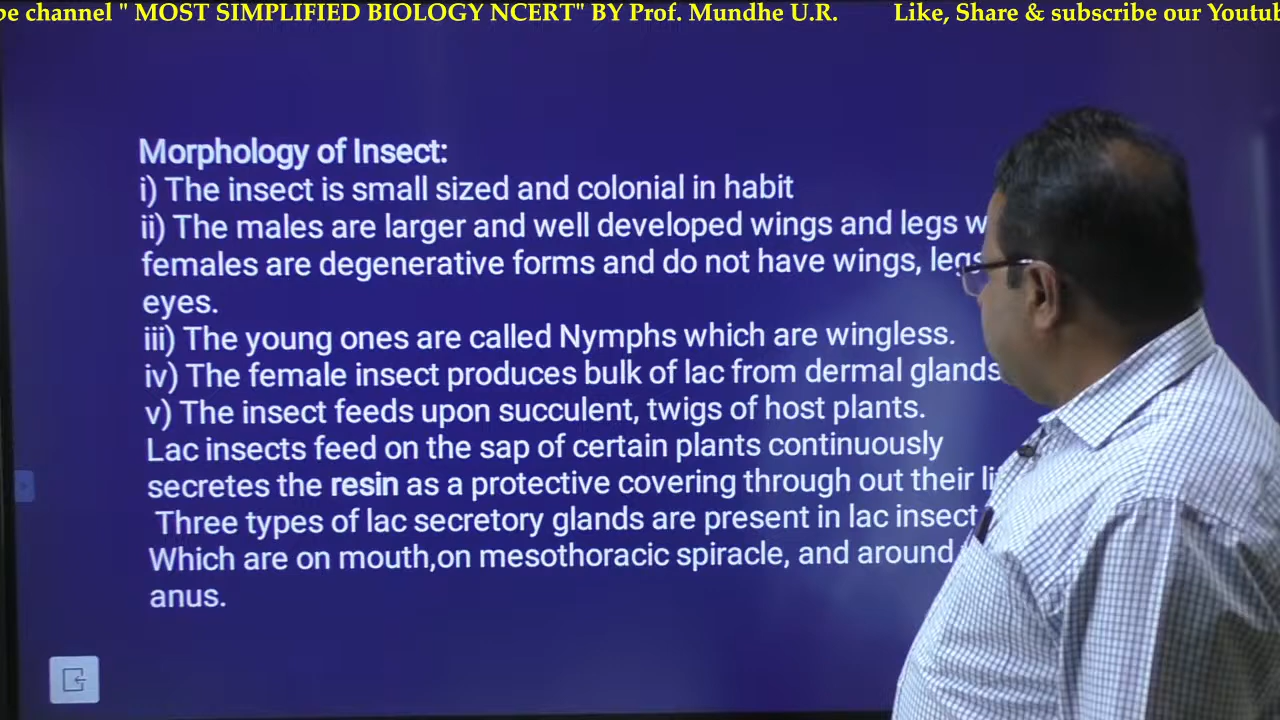 be channel " MOST SIMPLIFIED BIOLOGY NCERT" BY Prof. Mundhe U.R. Like, Share & subscribe our Youtub
Morphology of Insect:
i) The insect is small sized and colonial in habit
ii) The males are larger and well developed wings and legs
females are degenerative forms and do not have wings, legs
eyes.
iii) The young ones are called Nymphs which are wingless.
iv) The female insect produces bulk of lac from dermal glands
v) The insect feeds upon succulent, twigs of host plants.
Lac insects feed on the sap of certain plants continuously
secretes the resin as a protective covering through out their
Three types of lac secretory glands are present in lac insect
Which are on mouth,on mesothoracic spiracle, and around
anus.